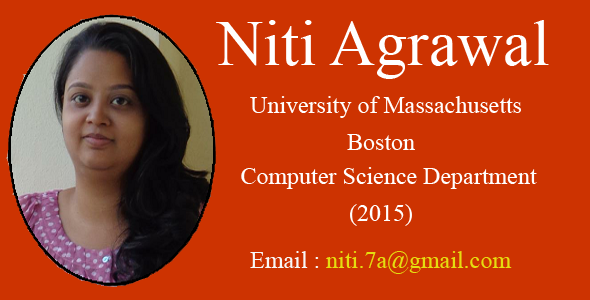 Niti Agrawal
University of Massachusetts
Boston
Computer Science Department
(2015)
Email : niti.7a@gmail.com